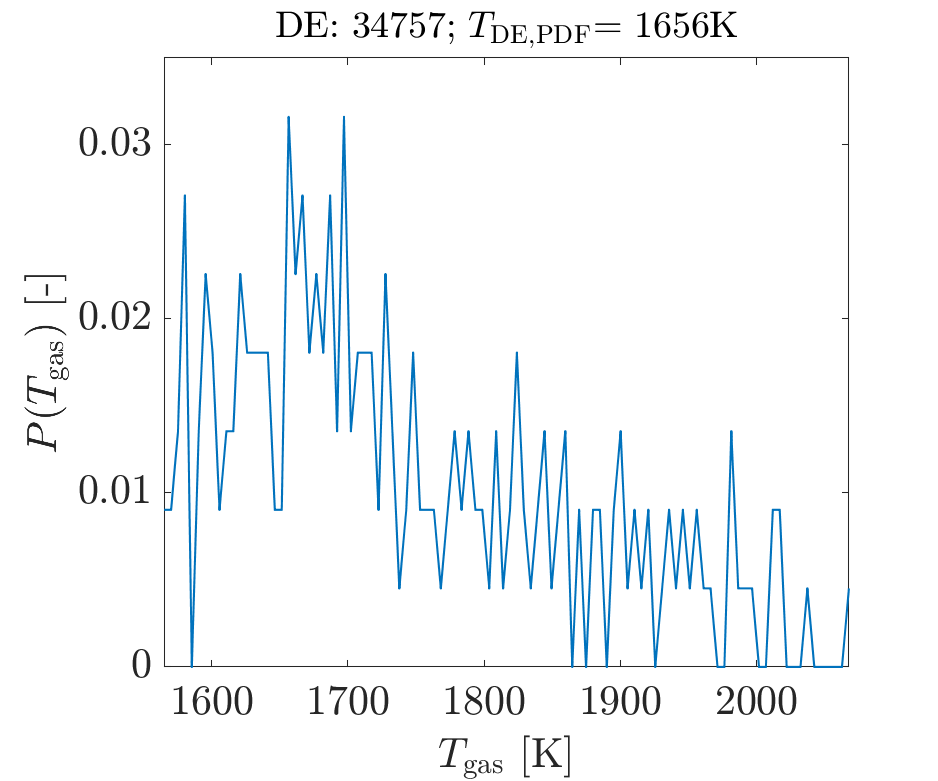 DE: 34757; T_DE,PDF= 1656K
0.03
0.02
0.01
0
P(T_gas) [-]
1600 1700 1800 1900 2000
T_gas [K]